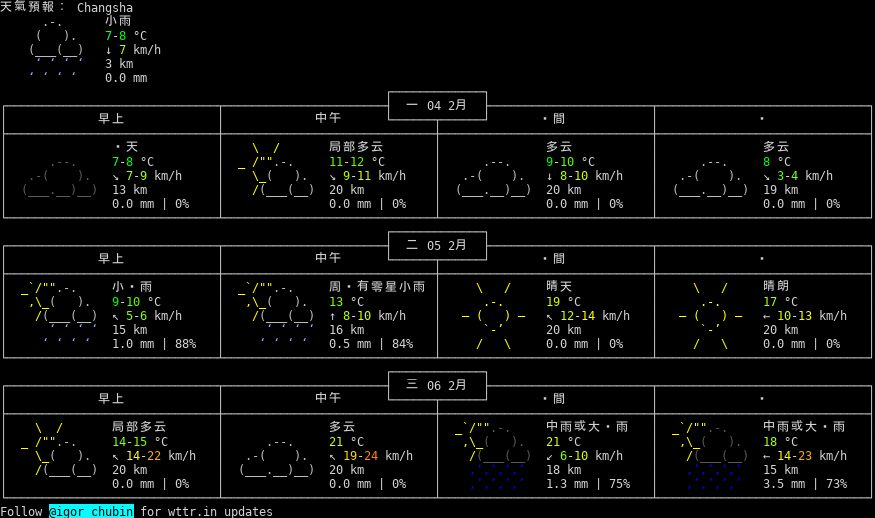 天氣預報： Changsha
小雨
7-8 °C
↓ 7 km/h
3 km
0.0 mm
一 04 2月
早上 中午 ・間 ・
・天 局部多云 多云 多云
7-8 °C 11-12 °C 9-10 °C 8 °C
↘ 7-9 km/h ↘ 9-11 km/h ↓ 8-10 km/h ↘ 3-4 km/h
13 km 20 km 20 km 19 km
0.0 mm | 0% 0.0 mm | 0% 0.0 mm | 0% 0.0 mm | 0%
二 05 2月
早上 中午 ・間 ・
小・雨 周・有零星小雨 晴天 晴朗
9-10 °C 13 °C 19 °C 17 °C
↖ 5-6 km/h ↑ 8-10 km/h ↖ 12-14 km/h ← 10-13 km/h
15 km 16 km 20 km 20 km
1.0 mm | 88% 0.5 mm | 84% 0.0 mm | 0% 0.0 mm | 0%
三 06 2月
早上 中午 ・間 ・
局部多云 多云 中雨或大・雨 中雨或大・雨
14-15 °C 21 °C 21 °C 18 °C
↖ 14-22 km/h ↖ 19-24 km/h ↙ 6-10 km/h ← 14-23 km/h
20 km 20 km 18 km 15 km
0.0 mm | 0% 0.0 mm | 0% 1.3 mm | 75% 3.5 mm | 73%
Follow @igor_chubin for wttr.in updates